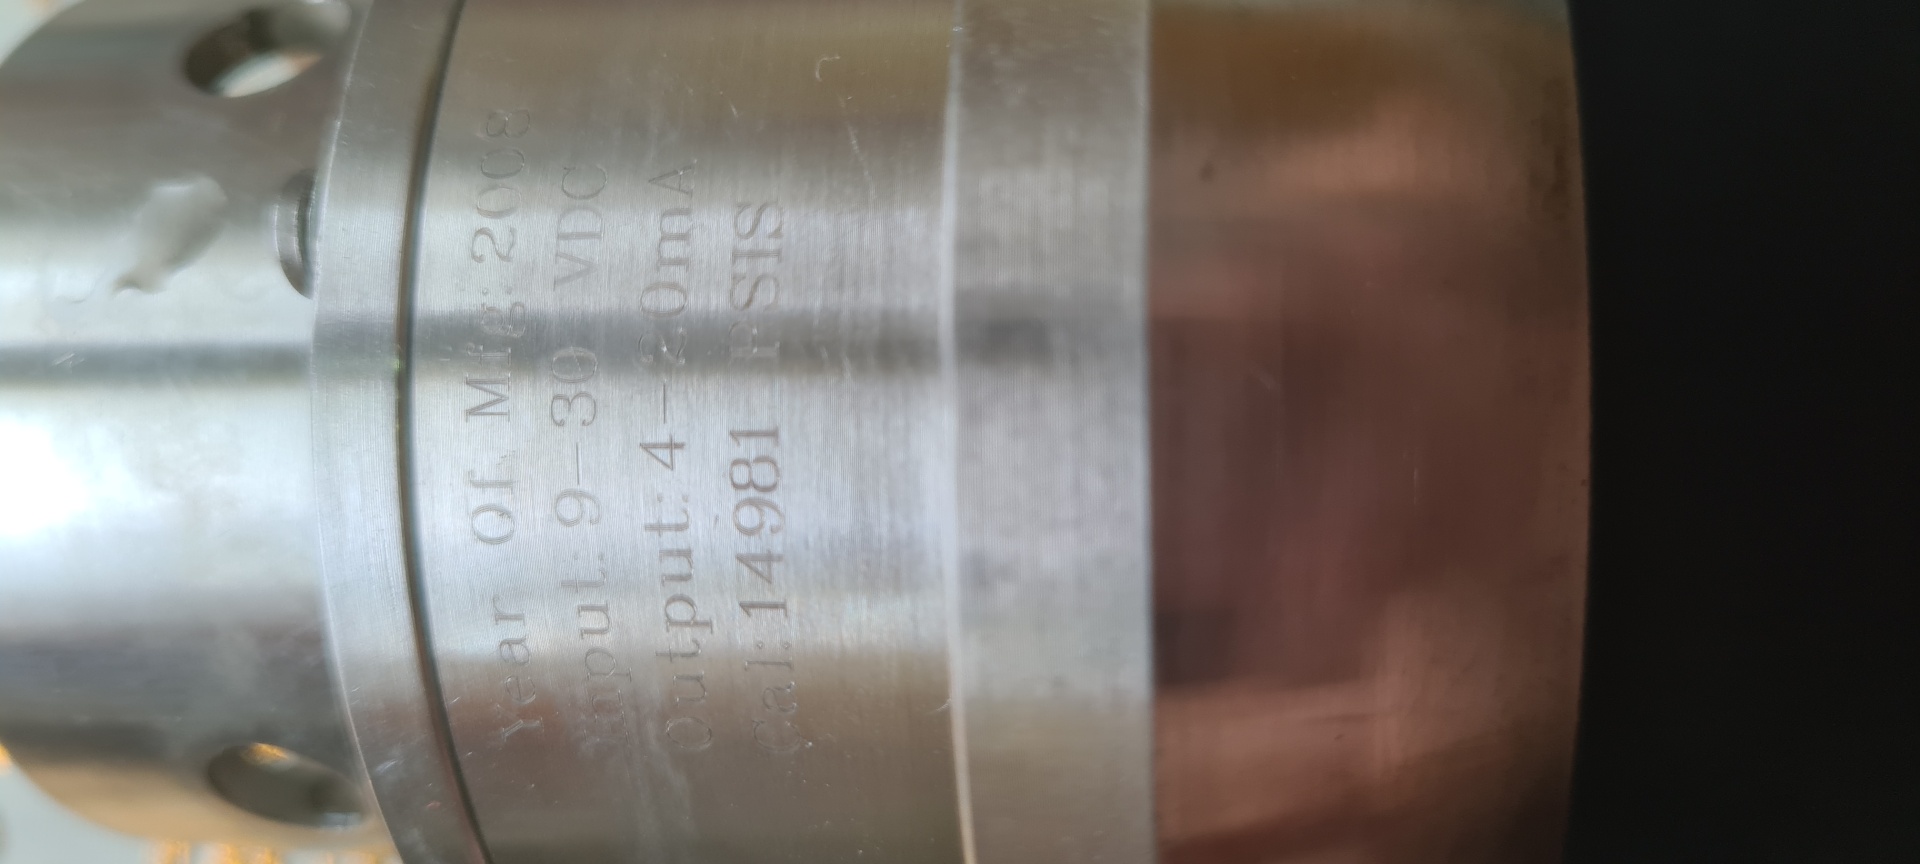 Year Of Mfg:2008
Input:9-30 VDC
Output:4-20mA
Cal:14981 PSIS